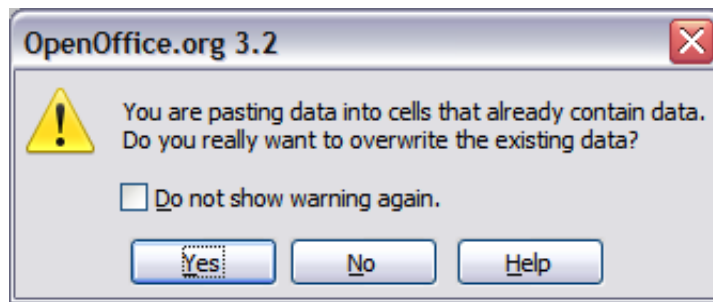 OpenOffice.org 3.2
You are pasting data into cells that already contain data.
Do you really want to overwrite the existing data?
Do not show warning again.
Yes No Help